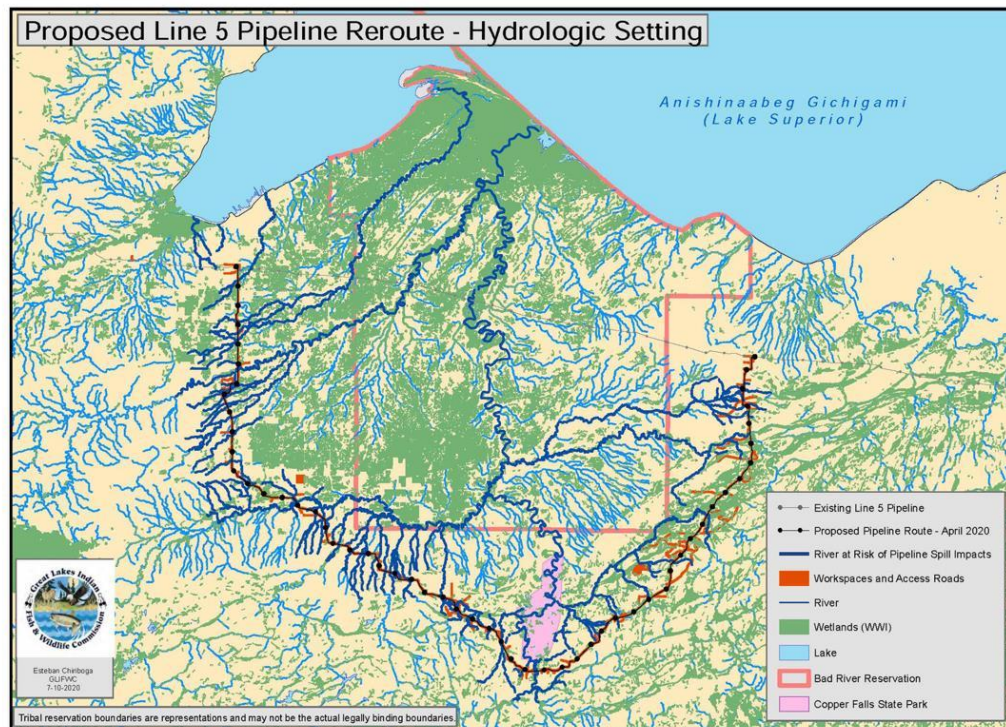 Proposed Line 5 Pipeline Reroute - Hydrologic Setting
Anishinaabeg Gichigami
(Lake Superior)
Existing Line 5 Pipeline
Proposed Pipeline Route - April 2020
River at Risk of Pipeline Spill Impacts
Workspaces and Access Roads
River
Wetlands (WWI)
Lake
Bad River Reservation
Copper Falls State Park
Great Lakes Indian
Fish & Wildlife Commission
Esteban Chiriboga
GLIFWC
7-10-2020
Tribal reservation boundaries are representations and may not be the actual legally binding boundaries.